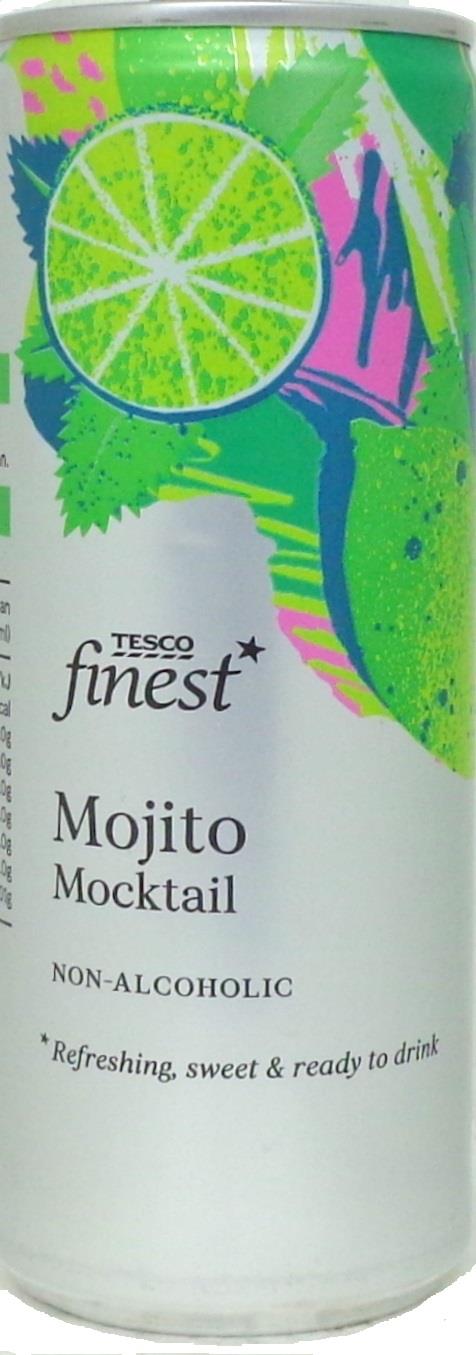 TESCO
finest*
Mojito
Mocktail
NON-ALCOHOLIC
*Refreshing, sweet & ready to drink